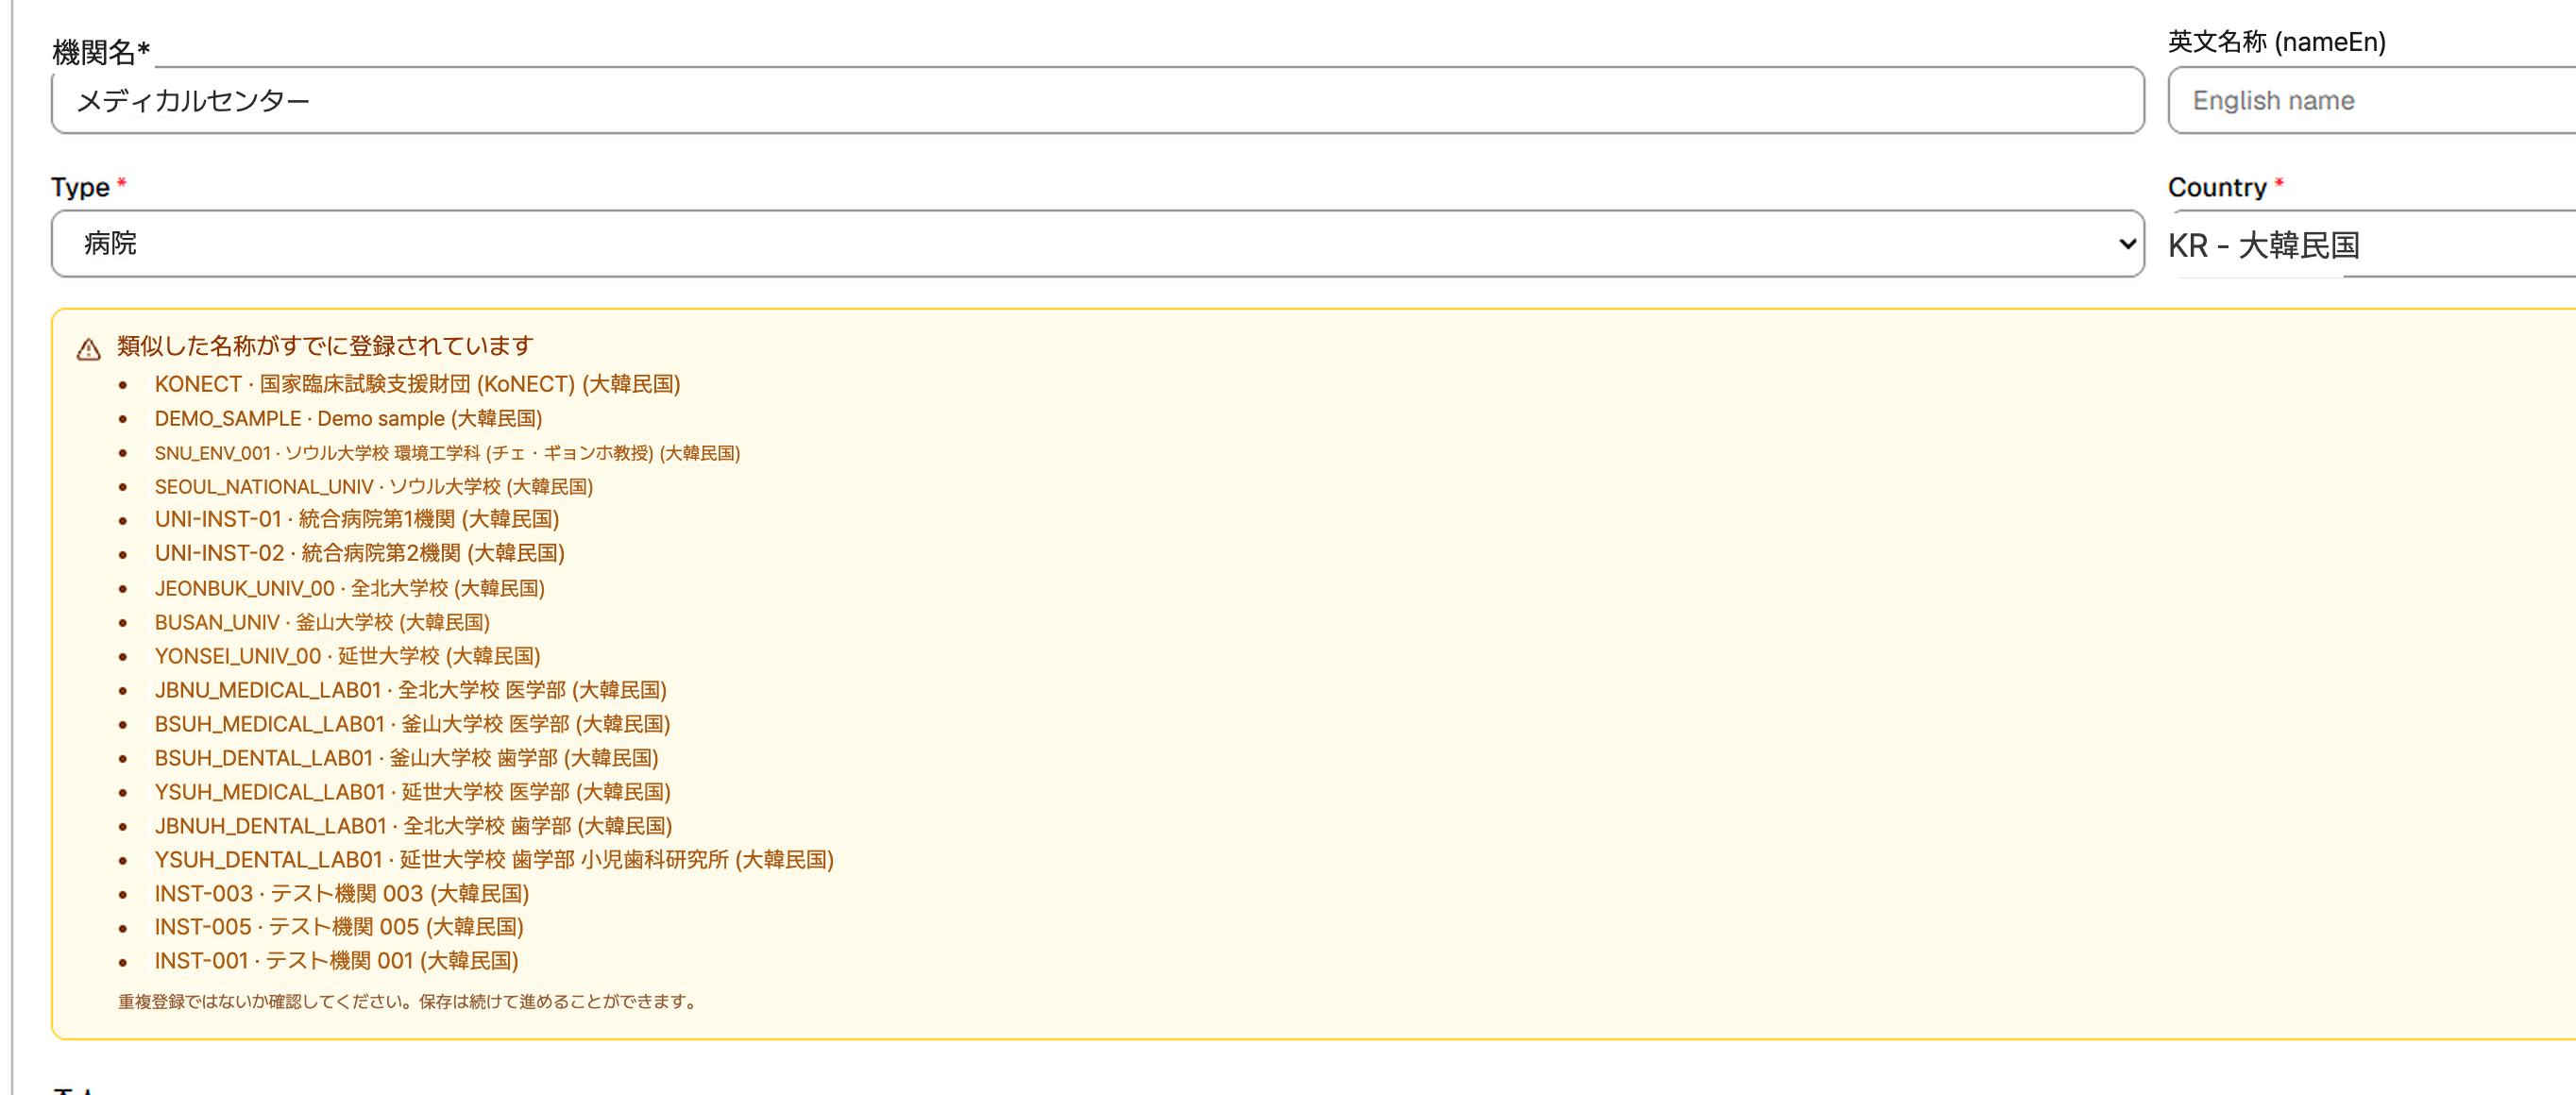 機関名*
英文名称 (nameEn)
メディカルセンター
English name
Type *
Country *
病院
KR - 大韓民国
類似した名称がすでに登録されています
• KONECT · 国家臨床試験支援財団 (KoNECT) (大韓民国)
• DEMO_SAMPLE · Demo sample (大韓民国)
• SNU_ENV_001 · ソウル大学校 環境工学科 (チェ・ギョンホ教授) (大韓民国)
• SEOUL_NATIONAL_UNIV · ソウル大学校 (大韓民国)
• UNI-INST-01 · 統合病院第1機関 (大韓民国)
• UNI-INST-02 · 統合病院第2機関 (大韓民国)
• JEONBUK_UNIV_00 · 全北大学校 (大韓民国)
• BUSAN_UNIV · 釜山大学校 (大韓民国)
• YONSEI_UNIV_00 · 延世大学校 (大韓民国)
• JBNU_MEDICAL_LAB01 · 全北大学校 医学部 (大韓民国)
• BSUH_MEDICAL_LAB01 · 釜山大学校 医学部 (大韓民国)
• BSUH_DENTAL_LAB01 · 釜山大学校 歯学部 (大韓民国)
• YSUH_MEDICAL_LAB01 · 延世大学校 医学部 (大韓民国)
• JBNUH_DENTAL_LAB01 · 全北大学校 歯学部 (大韓民国)
• YSUH_DENTAL_LAB01 · 延世大学校 歯学部 小児歯科研究所 (大韓民国)
• INST-003 · テスト機関 003 (大韓民国)
• INST-005 · テスト機関 005 (大韓民国)
• INST-001 · テスト機関 001 (大韓民国)
重複登録ではないか確認してください。保存は続けて進めることができます。